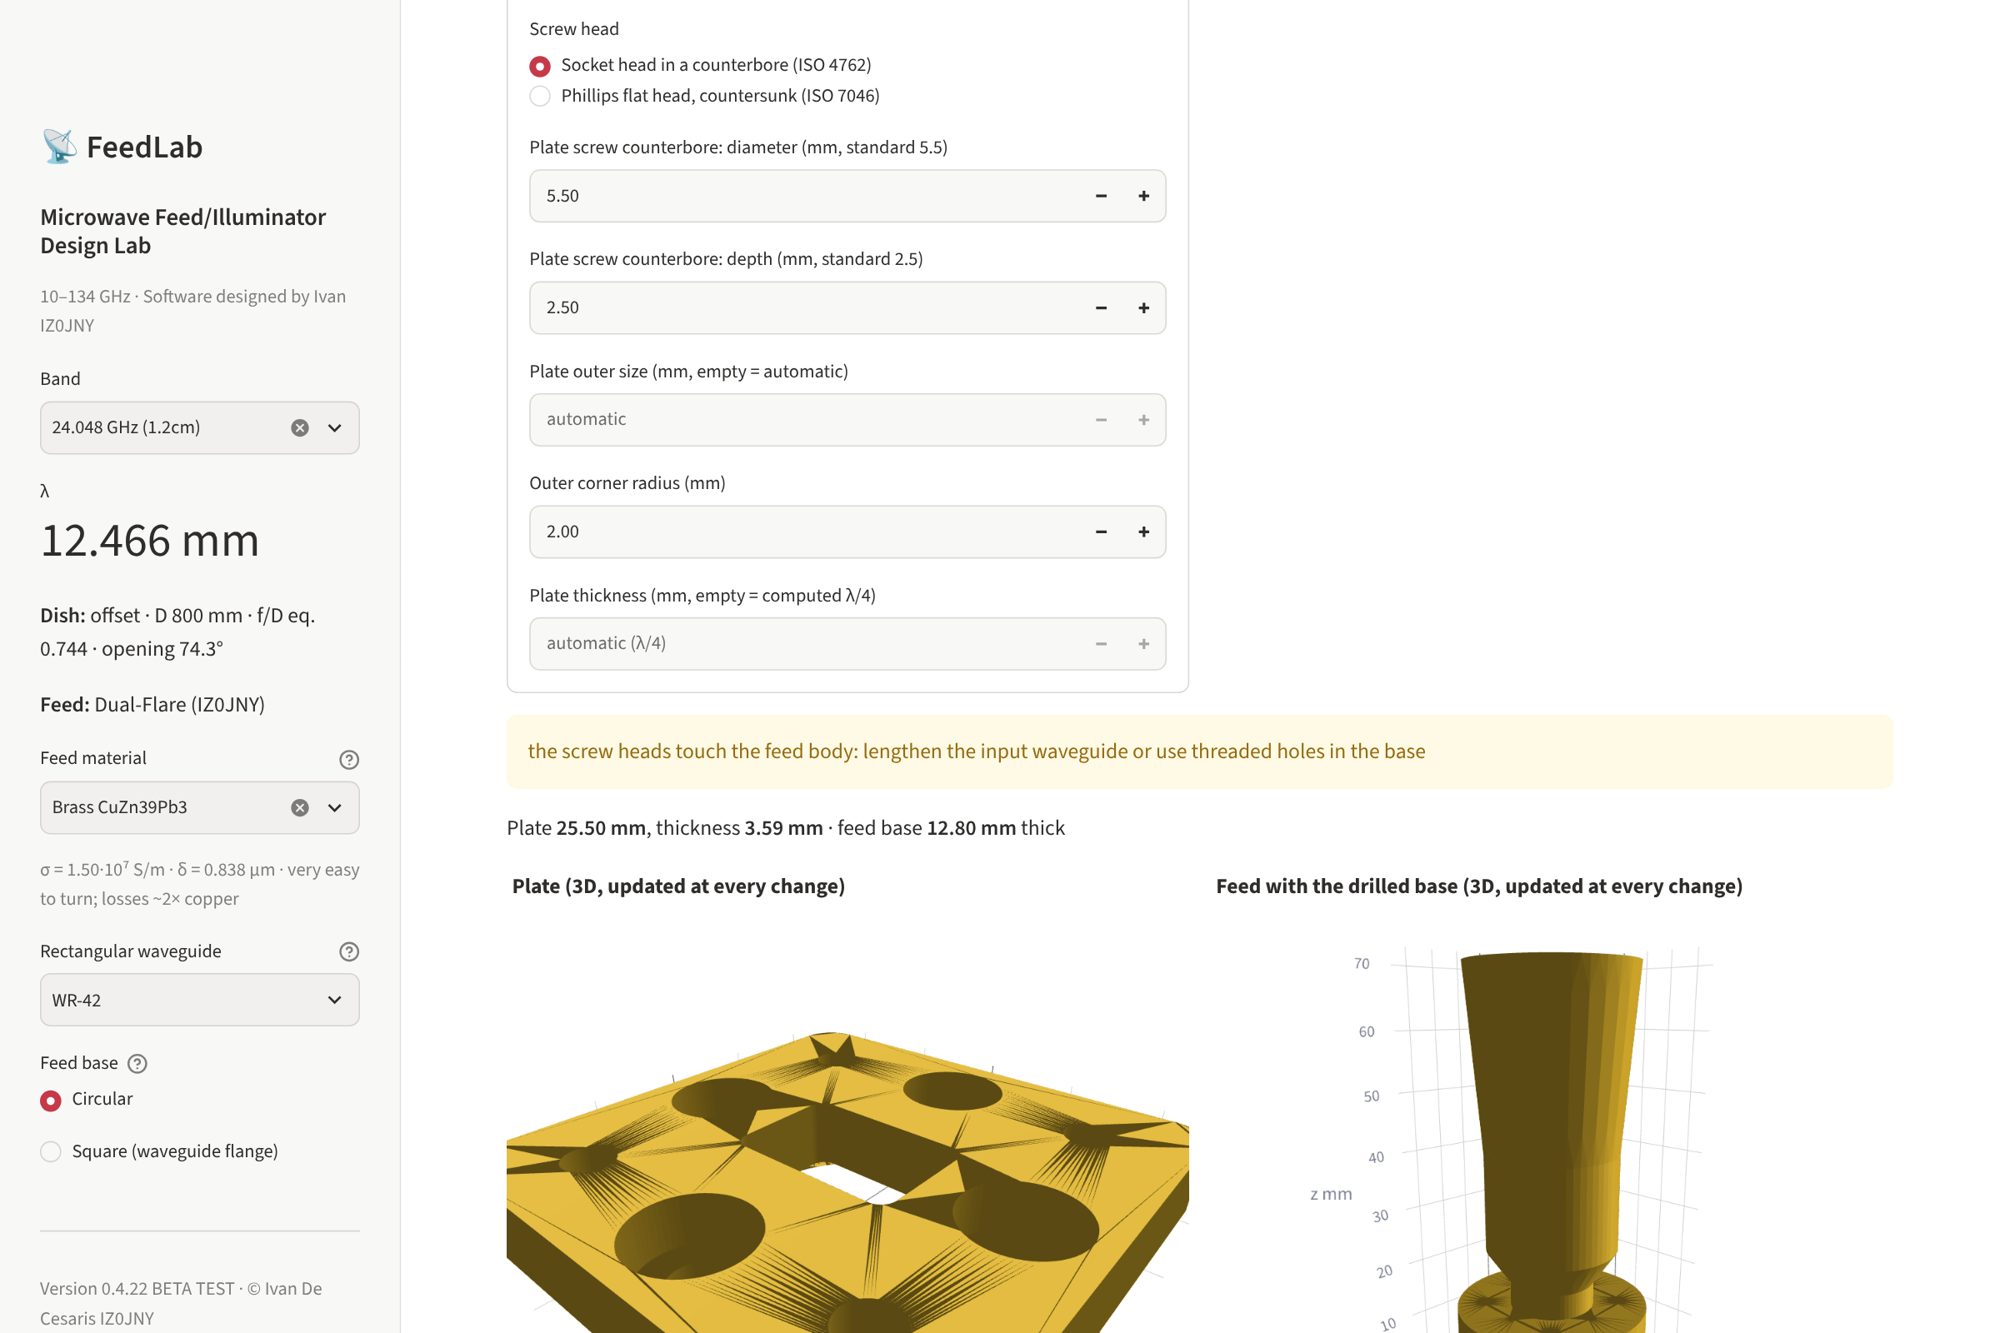 📡 FeedLab
Microwave Feed/Illuminator
Design Lab
10–134 GHz · Software designed by Ivan
IZ0JNY
Band
24.048 GHz (1.2cm)
λ
12.466 mm
Dish: offset · D 800 mm · f/D eq.
0.744 · opening 74.3°
Feed: Dual-Flare (IZ0JNY)
Feed material
Brass CuZn39Pb3
σ = 1.50·10⁷ S/m · δ = 0.838 µm · very easy
to turn; losses ~2× copper
Rectangular waveguide
WR-42
Feed base
Circular
Square (waveguide flange)
Version 0.4.22 BETA TEST · © Ivan De
Cesaris IZ0JNY
Screw head
Socket head in a counterbore (ISO 4762)
Phillips flat head, countersunk (ISO 7046)
Plate screw counterbore: diameter (mm, standard 5.5)
5.50
Plate screw counterbore: depth (mm, standard 2.5)
2.50
Plate outer size (mm, empty = automatic)
automatic
Outer corner radius (mm)
2.00
Plate thickness (mm, empty = computed λ/4)
automatic (λ/4)
the screw heads touch the feed body: lengthen the input waveguide or use threaded holes in the base
Plate 25.50 mm, thickness 3.59 mm · feed base 12.80 mm thick
Plate (3D, updated at every change)
Feed with the drilled base (3D, updated at every change)
70
60
50
40
z mm
30
20
10